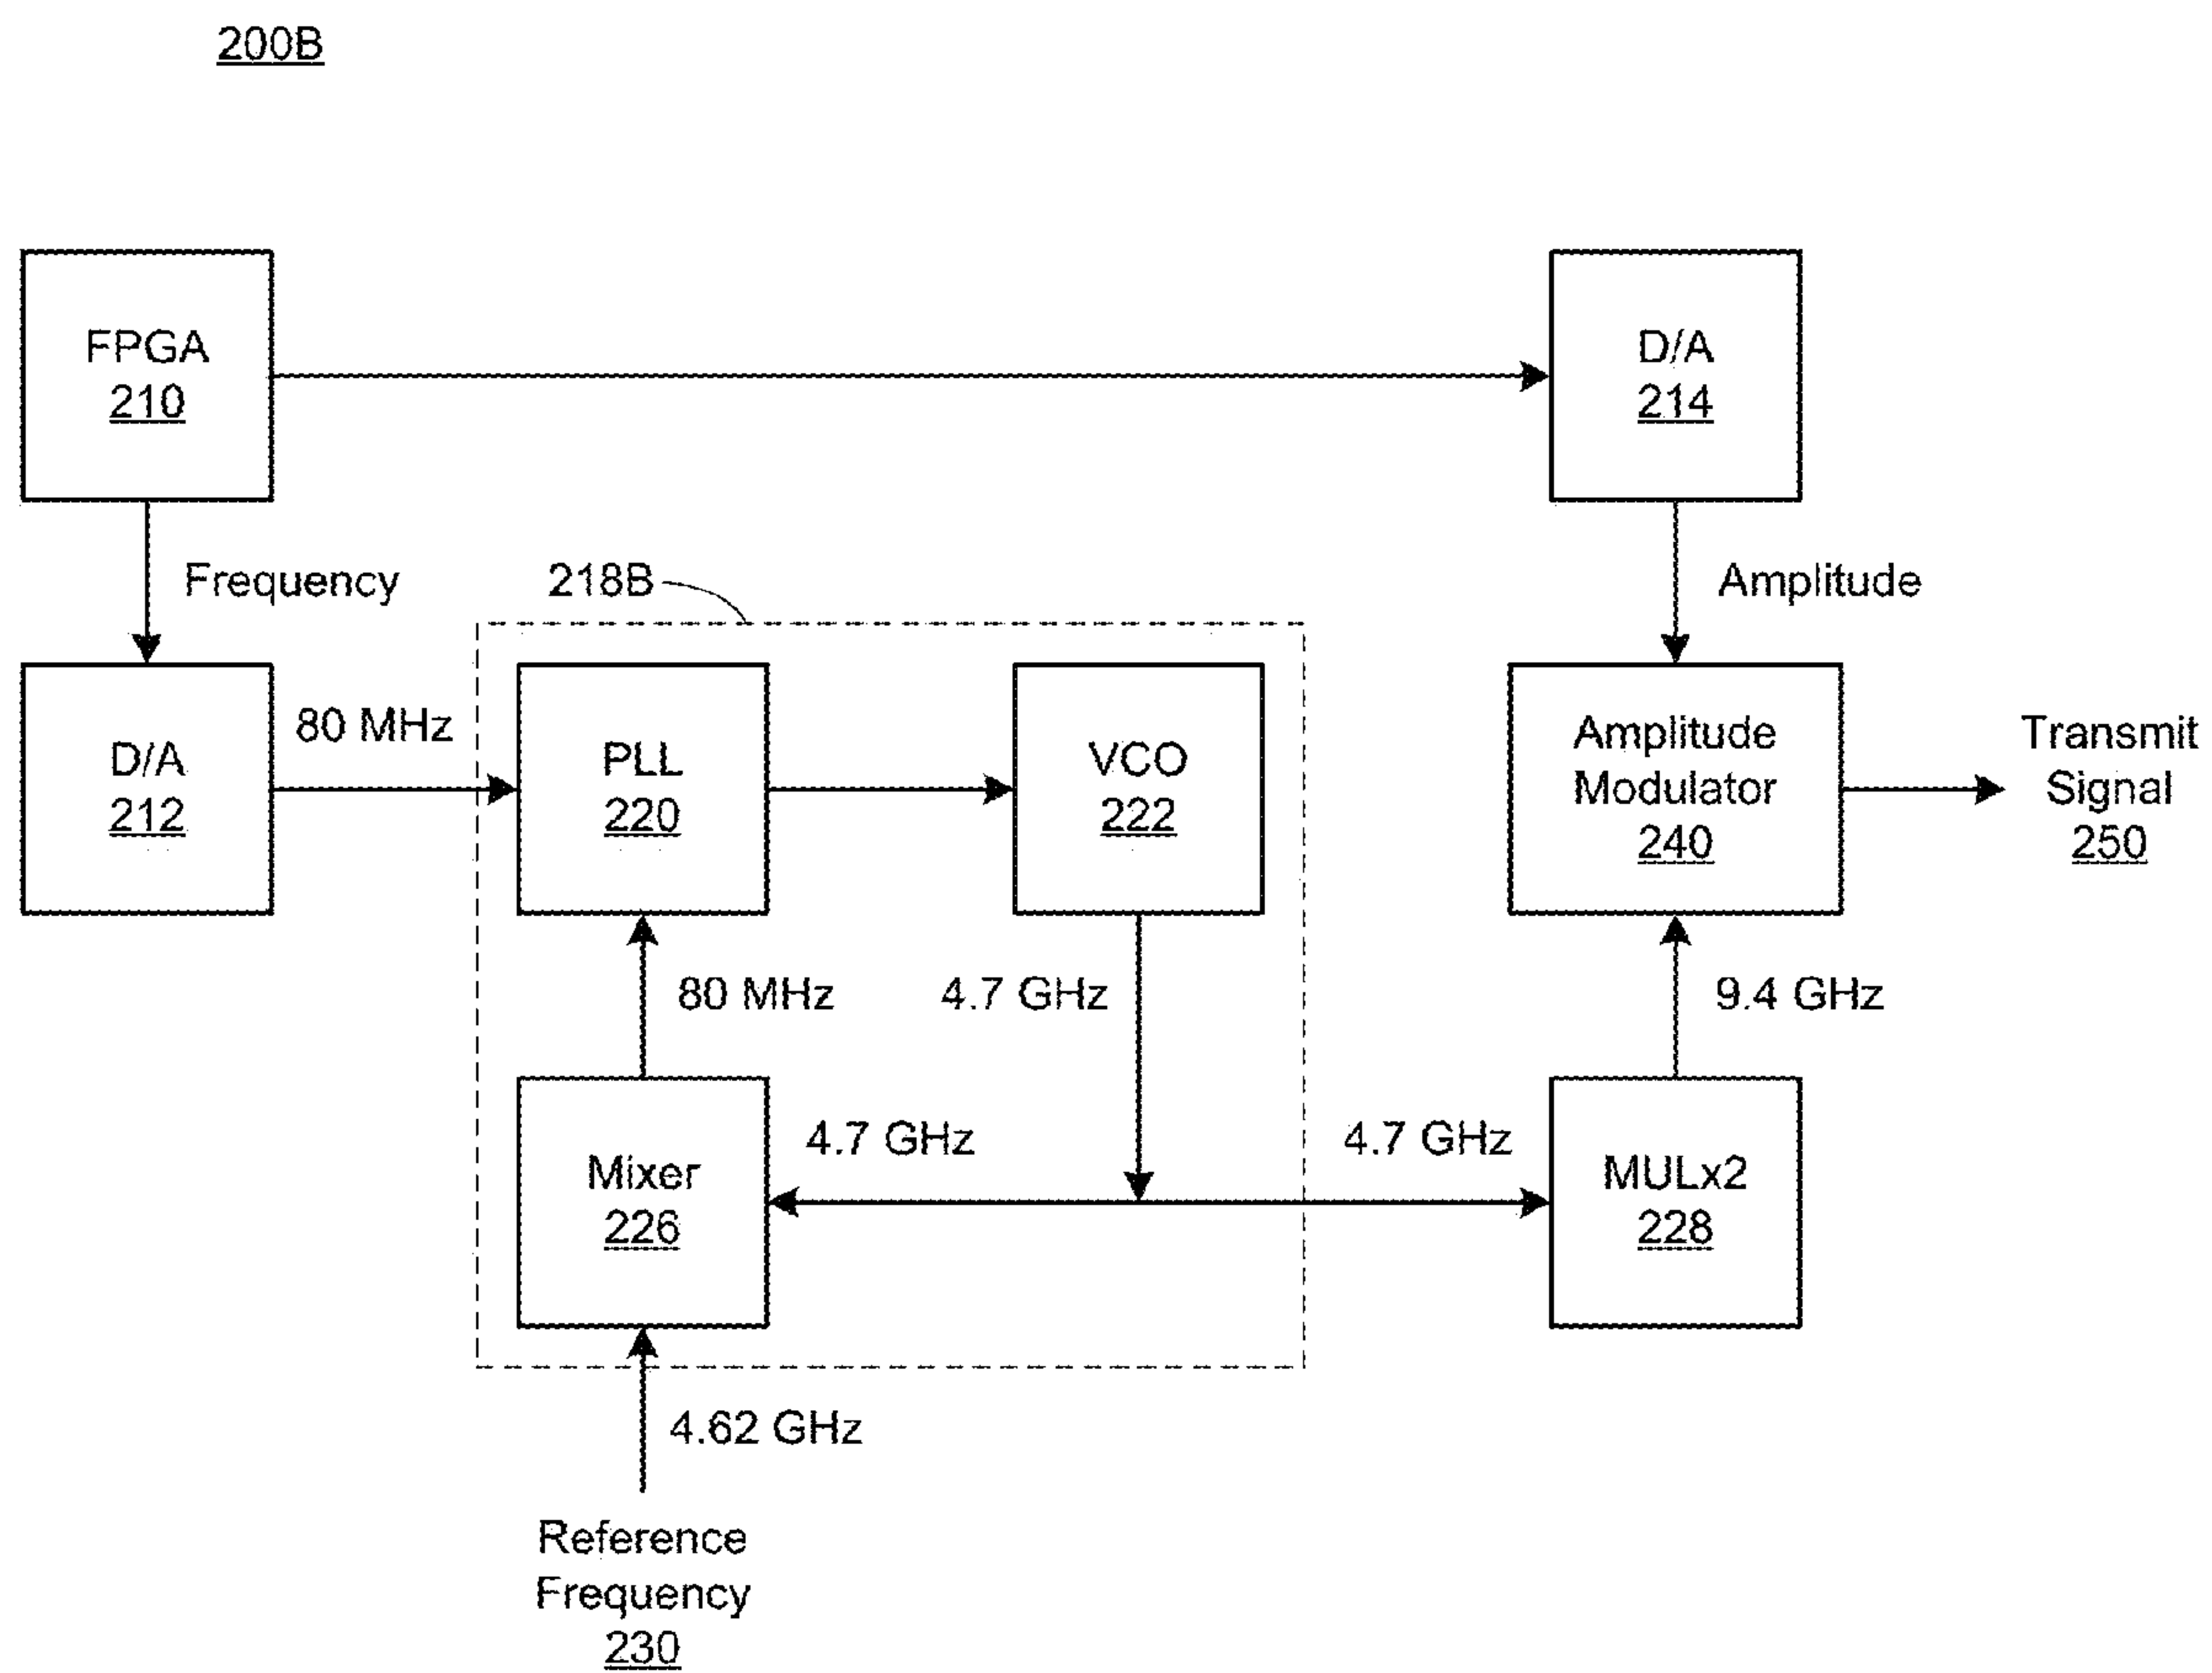 200B
FPGA
210
D/A
214
Frequency
218B
Amplitude
D/A
212
80 MHz
PLL
220
VCO
222
Amplitude
Modulator
240
Transmit
Signal
250
80 MHz
4.7 GHz
9.4 GHz
Mixer
226
4.7 GHz
4.7 GHz
MULx2
228
4.62 GHz
Reference
Frequency
230